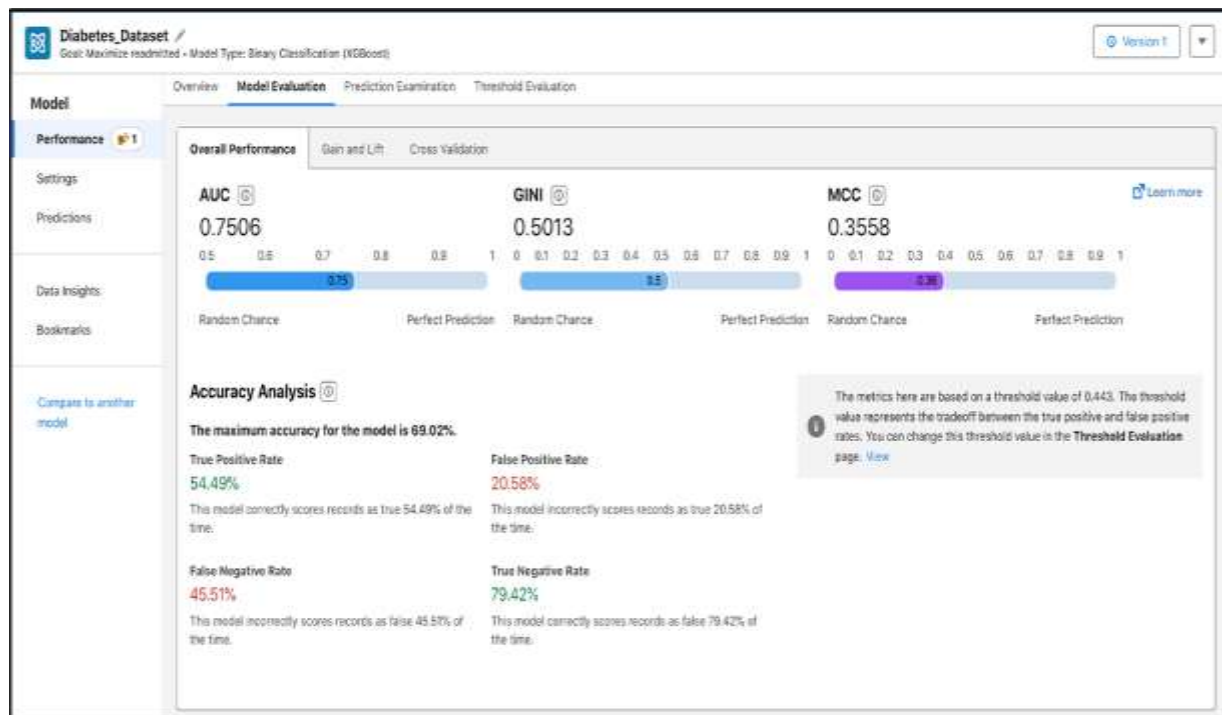 Diabetes_Dataset
Goal: Maximize readmitted • Model Type: Binary Classification (XGBoost)
Version 1
Model
Performance 1
Settings
Predictions
Data Insights
Bookmarks
Compare to another
model
Overview Model Evaluation Prediction Examination Threshold Evaluation
Overall Performance Gain and Lift Cross Validation
Learn more
AUC
0.7506
0.5 0.6 0.7 0.8 0.9 1
0.75
Random Chance Perfect Prediction
GINI
0.5013
0 0.1 0.2 0.3 0.4 0.5 0.6 0.7 0.8 0.9 1
0.5
Random Chance Perfect Prediction
MCC
0.3558
0 0.1 0.2 0.3 0.4 0.5 0.6 0.7 0.8 0.9 1
0.36
Random Chance Perfect Prediction
Accuracy Analysis
The maximum accuracy for the model is 69.02%.
True Positive Rate
54.49%
This model correctly scores records as true 54.49% of the
time.
False Positive Rate
20.58%
This model incorrectly scores records as true 20.58% of
the time.
False Negative Rate
45.51%
This model incorrectly scores records as false 45.51% of
the time.
True Negative Rate
79.42%
This model correctly scores records as false 79.42% of
the time.
The metrics here are based on a threshold value of 0.443. The threshold
value represents the tradeoff between the true positive and false positive
rates. You can change this threshold value in the Threshold Evaluation
page. View